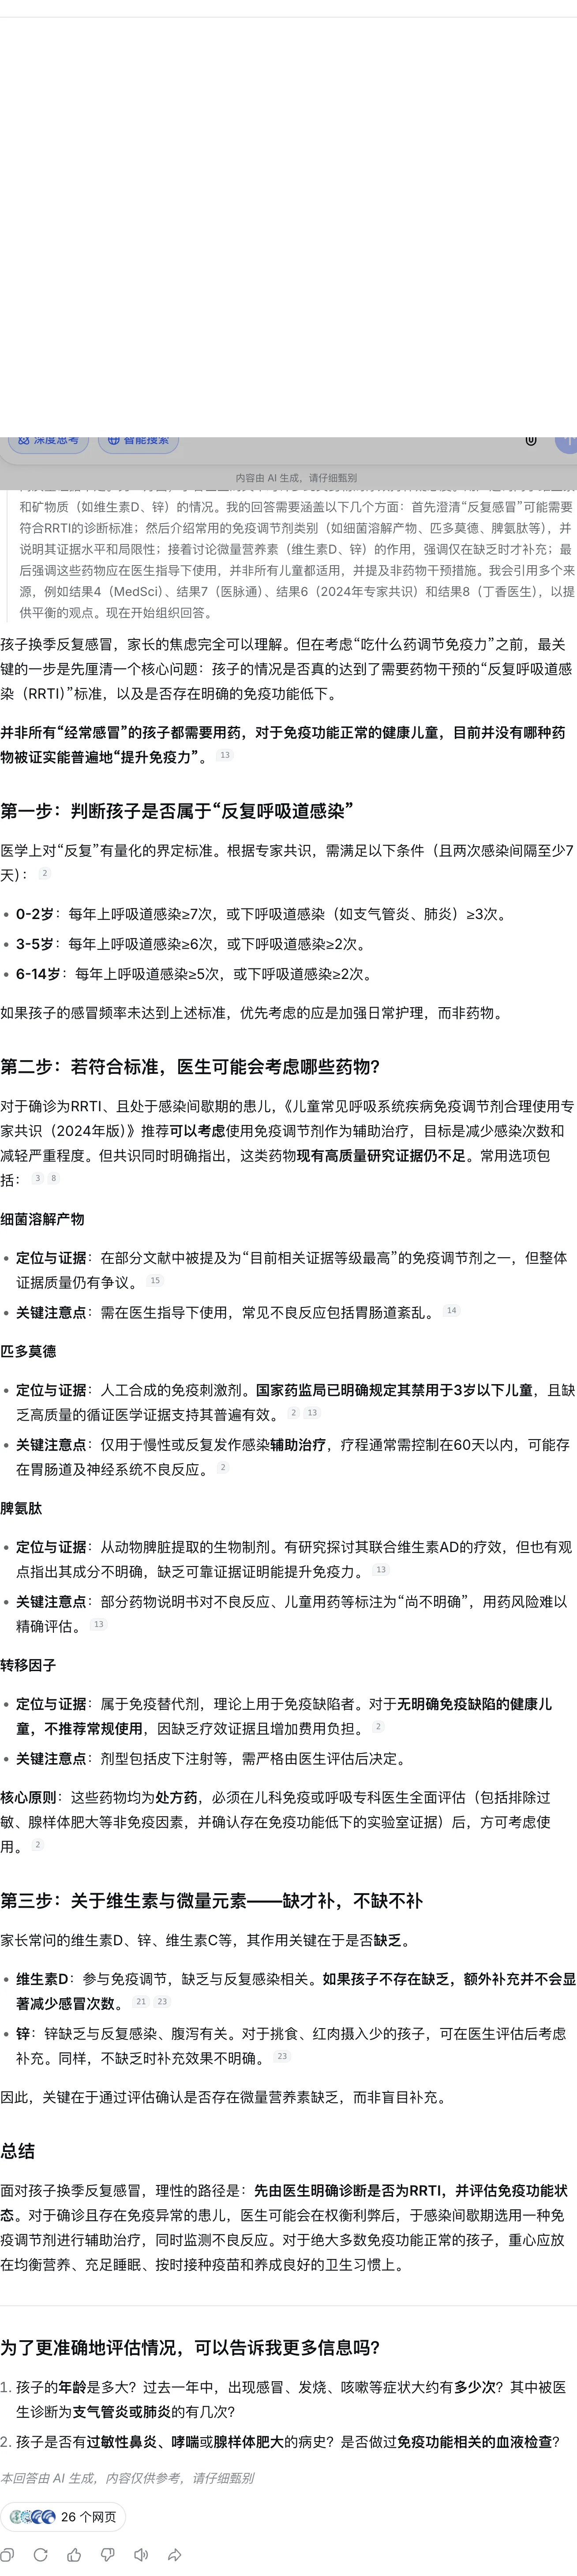 深度思考 智能搜索
内容由 AI 生成，请仔细甄别
和矿物质（如维生素D、锌）的情况。我的回答需要涵盖以下几个方面：首先澄清“反复感冒”可能需要
符合RRTI的诊断标准；然后介绍常用的免疫调节剂类别（如细菌溶解产物、匹多莫德、脾氨肽等），并
说明其证据水平和局限性；接着讨论微量营养素（维生素D、锌）的作用，强调仅在缺乏时才补充；最
后强调这些药物应在医生指导下使用，并非所有儿童都适用，并提及非药物干预措施。我会引用多个来
源，例如结果4（MedSci）、结果7（医脉通）、结果6（2024年专家共识）和结果8（丁香医生），以提
供平衡的观点。现在开始组织回答。
孩子换季反复感冒，家长的焦虑完全可以理解。但在考虑“吃什么药调节免疫力”之前，最关
键的一步是先厘清一个核心问题：孩子的情况是否真的达到了需要药物干预的“反复呼吸道感
染（RRTI）”标准，以及是否存在明确的免疫功能低下。
并非所有“经常感冒”的孩子都需要用药，对于免疫功能正常的健康儿童，目前并没有哪种药
物被证实能普遍地“提升免疫力”。 13
第一步：判断孩子是否属于“反复呼吸道感染”
医学上对“反复”有量化的界定标准。根据专家共识，需满足以下条件（且两次感染间隔至少7
天）： 2
• 0-2岁：每年上呼吸道感染≥7次，或下呼吸道感染（如支气管炎、肺炎）≥3次。
• 3-5岁：每年上呼吸道感染≥6次，或下呼吸道感染≥2次。
• 6-14岁：每年上呼吸道感染≥5次，或下呼吸道感染≥2次。
如果孩子的感冒频率未达到上述标准，优先考虑的应是加强日常护理，而非药物。
第二步：若符合标准，医生可能会考虑哪些药物？
对于确诊为RRTI、且处于感染间歇期的患儿，《儿童常见呼吸系统疾病免疫调节剂合理使用专
家共识（2024年版）》推荐可以考虑使用免疫调节剂作为辅助治疗，目标是减少感染次数和
减轻严重程度。但共识同时明确指出，这类药物现有高质量研究证据仍不足。常用选项包
括： 3 8
细菌溶解产物
• 定位与证据：在部分文献中被提及为“目前相关证据等级最高”的免疫调节剂之一，但整体
证据质量仍有争议。 15
• 关键注意点：需在医生指导下使用，常见不良反应包括胃肠道紊乱。 14
匹多莫德
• 定位与证据：人工合成的免疫刺激剂。国家药监局已明确规定其禁用于3岁以下儿童，且缺
乏高质量的循证医学证据支持其普遍有效。 2 13
• 关键注意点：仅用于慢性或反复发作感染辅助治疗，疗程通常需控制在60天以内，可能存
在胃肠道及神经系统不良反应。 2
脾氨肽
• 定位与证据：从动物脾脏提取的生物制剂。有研究探讨其联合维生素AD的疗效，但也有观
点指出其成分不明确，缺乏可靠证据证明能提升免疫力。 13
• 关键注意点：部分药物说明书对不良反应、儿童用药等标注为“尚不明确”，用药风险难以
精确评估。 13
转移因子
• 定位与证据：属于免疫替代剂，理论上用于免疫缺陷者。对于无明确免疫缺陷的健康儿
童，不推荐常规使用，因缺乏疗效证据且增加费用负担。 2
• 关键注意点：剂型包括皮下注射等，需严格由医生评估后决定。
核心原则：这些药物均为处方药，必须在儿科免疫或呼吸专科医生全面评估（包括排除过
敏、腺样体肥大等非免疫因素，并确认存在免疫功能低下的实验室证据）后，方可考虑使
用。 2
第三步：关于维生素与微量元素——缺才补，不缺不补
家长常问的维生素D、锌、维生素C等，其作用关键在于是否缺乏。
• 维生素D：参与免疫调节，缺乏与反复感染相关。如果孩子不存在缺乏，额外补充并不会显
著减少感冒次数。 21 23
• 锌：锌缺乏与反复感染、腹泻有关。对于挑食、红肉摄入少的孩子，可在医生评估后考虑
补充。同样，不缺乏时补充效果不明确。 23
因此，关键在于通过评估确认是否存在微量营养素缺乏，而非盲目补充。
总结
面对孩子换季反复感冒，理性的路径是：先由医生明确诊断是否为RRTI，并评估免疫功能状
态。对于确诊且存在免疫异常的患儿，医生可能会在权衡利弊后，于感染间歇期选用一种免
疫调节剂进行辅助治疗，同时监测不良反应。对于绝大多数免疫功能正常的孩子，重心应放
在均衡营养、充足睡眠、按时接种疫苗和养成良好的卫生习惯上。
为了更准确地评估情况，可以告诉我更多信息吗？
1. 孩子的年龄是多大？过去一年中，出现感冒、发烧、咳嗽等症状大约有多少次？其中被医
生诊断为支气管炎或肺炎的有几次？
2. 孩子是否有过敏性鼻炎、哮喘或腺样体肥大的病史？是否做过免疫功能相关的血液检查？
本回答由 AI 生成，内容仅供参考，请仔细甄别
26 个网页